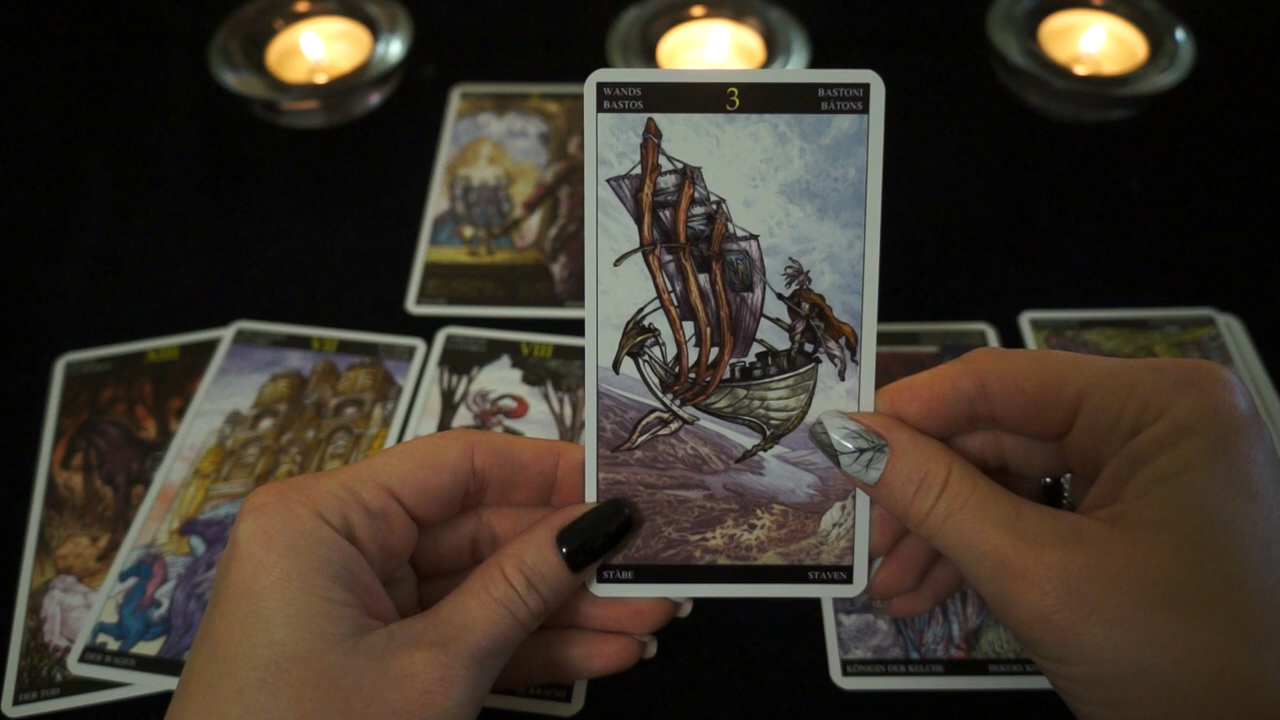 WANDS
BASTOS
3
BASTONI
BÂTONS
STÄBE
STAVEN
XIII
VII
VIII
DER TOD
DER WAGEN
KÖNIGIN DER KELCHE